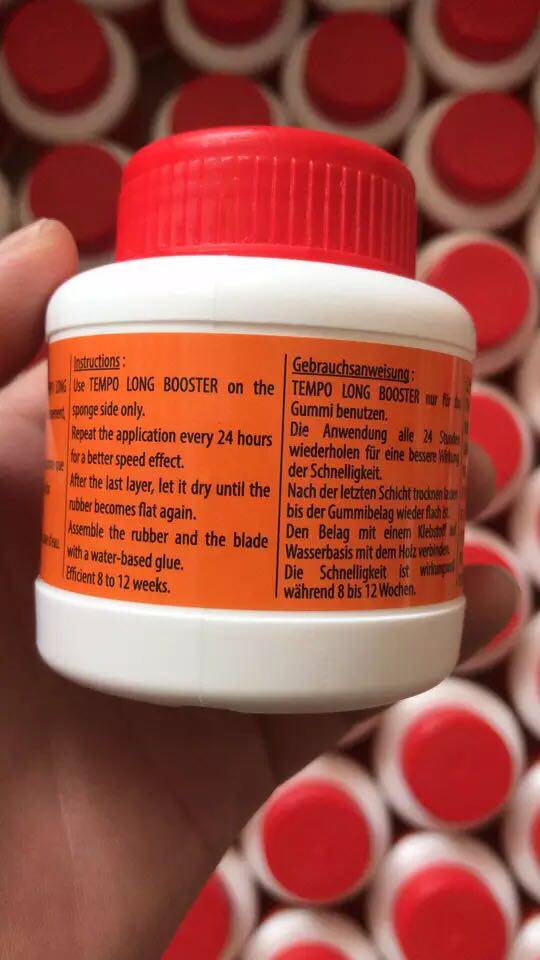 Instructions :
Use TEMPO LONG BOOSTER on the
sponge side only.
Repeat the application every 24 hours
for a better speed effect.
After the last layer, let it dry until the
rubber becomes flat again.
Assemble the rubber and the blade
with a water-based glue.
Efficient 8 to 12 weeks.
Gebrauchsanweisung :
TEMPO LONG BOOSTER nur für
Gummi benutzen.
Die Anwendung alle 24 Stunden
wiederholen für eine bessere Wirkung
der Schnelligkeit.
Nach der letzten Schicht trocknen
bis der Gummibelag wieder flach ist.
Den Belag mit einem Klebstoff
Wasserbasis mit dem Holz verbinden.
Die Schnelligkeit ist
während 8 bis 12 Wochen.
LONG